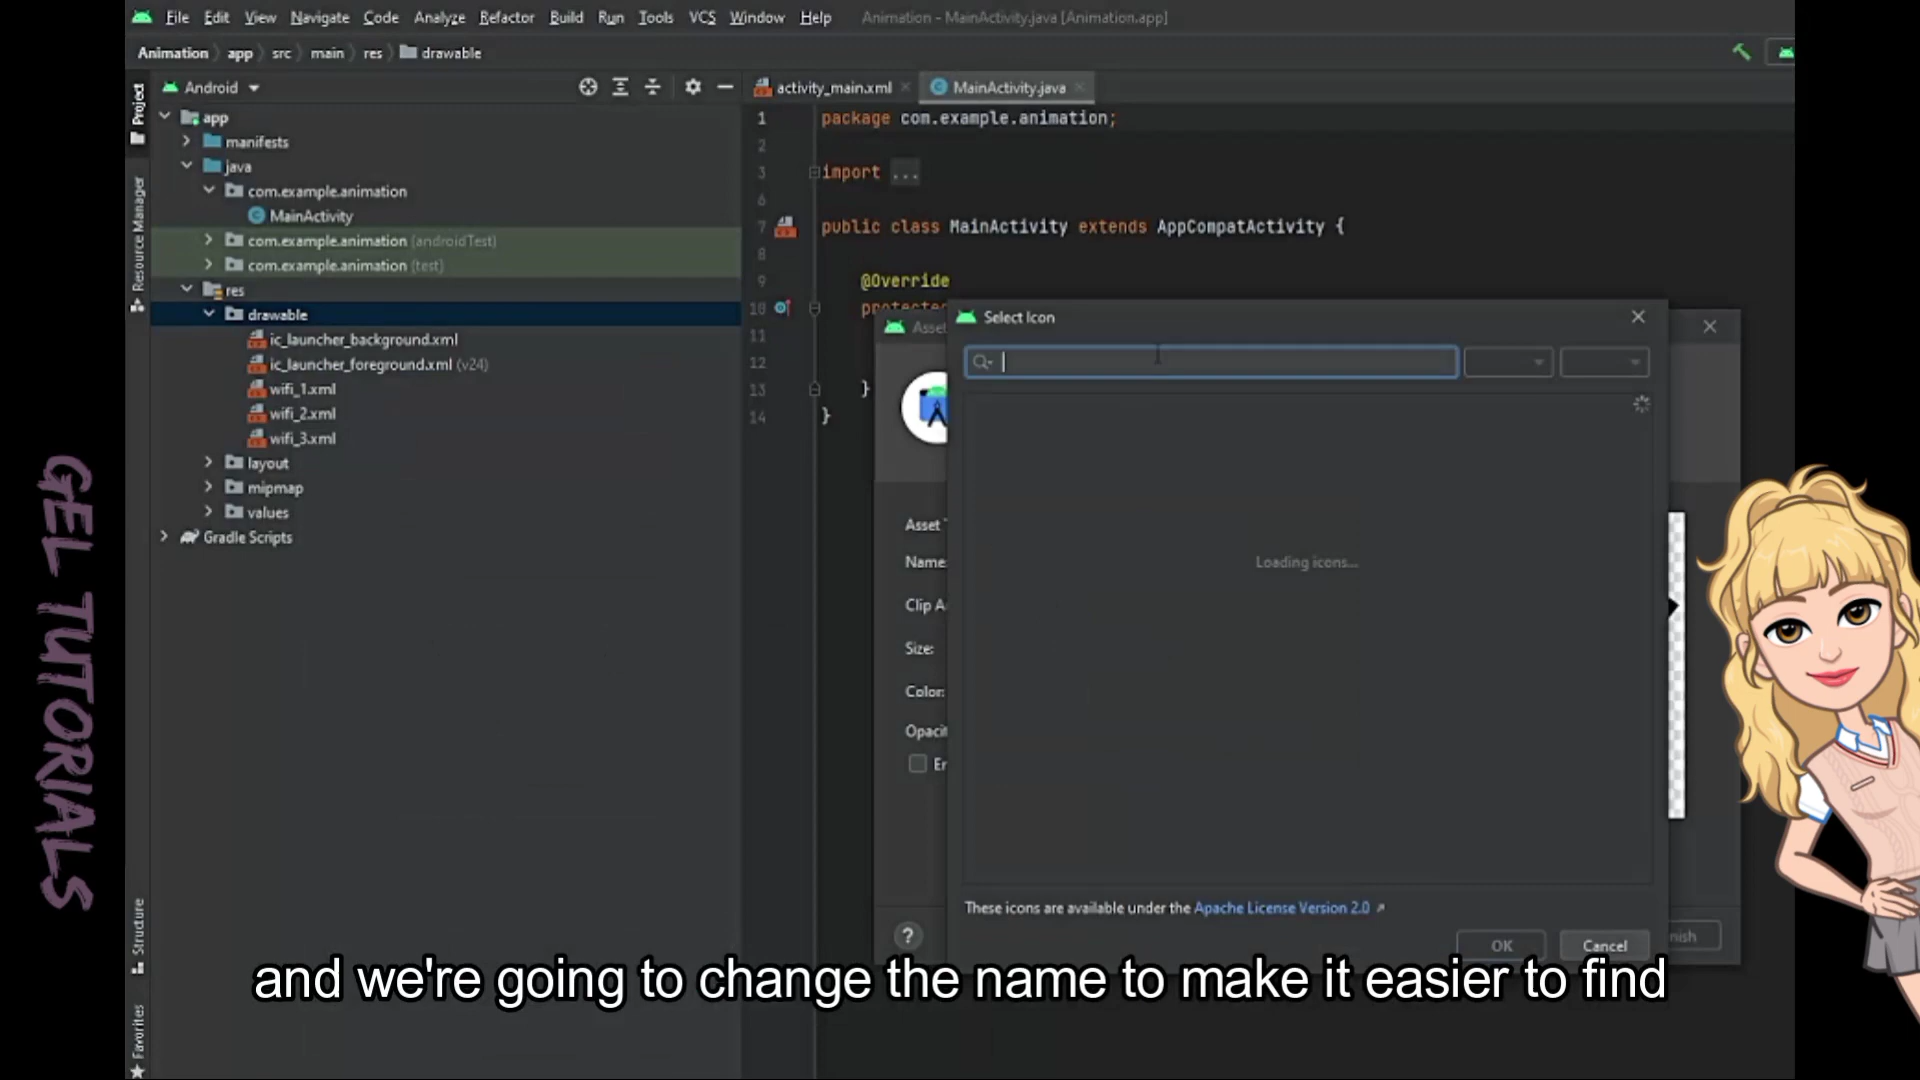 File Edit View Navigate Code Analyze Refactor Build Run Tools VCS Window Help Animation - MainActivity.java [Animation.app]
Animation app src main res drawable
Project
Android
activity_main.xml
MainActivity.java
app
manifests
java
com.example.animation
MainActivity
com.example.animation (androidTest)
com.example.animation (test)
res
drawable
ic_launcher_background.xml
ic_launcher_foreground.xml (v24)
wifi_1.xml
wifi_2.xml
wifi_3.xml
layout
mipmap
values
Gradle Scripts
Resource Manager
Structure
Favorites
1 package com.example.animation;
2
3 import ...
6
7 public class MainActivity extends AppCompatActivity {
8
9 @Override
10 protected
11
12
13 }
14 }
Asset
Select Icon
Asset
Name:
Clip A
Size:
Color:
Opacit
En
Loading icons...
These icons are available under the Apache License Version 2.0
?
OK
Cancel
nish
GEL TUTORIALS
and we're going to change the name to make it easier to find